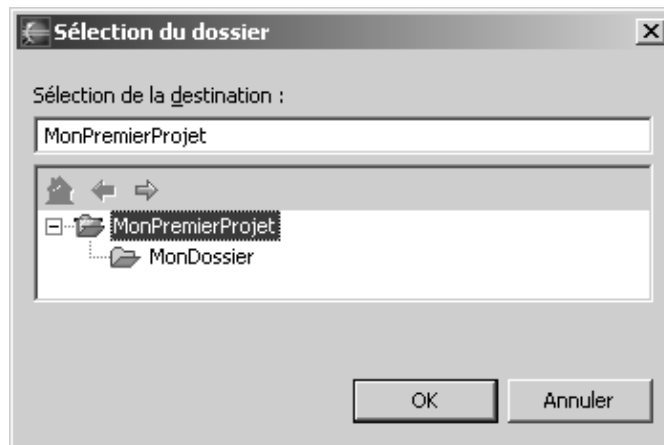 Sélection du dossier
Sélection de la destination :
MonPremierProjet
MonPremierProjet
MonDossier
OK Annuler